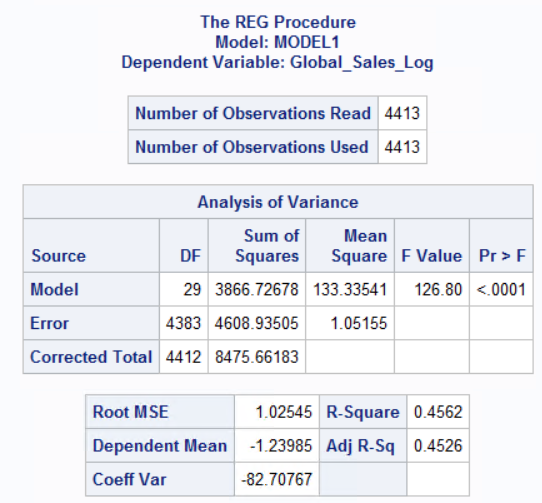 The REG Procedure
Model: MODEL1
Dependent Variable: Global_Sales_Log
Number of Observations Read 4413
Number of Observations Used 4413
Analysis of Variance
Source DF Sum of Squares Mean Square F Value Pr > F
Model 29 3866.72678 133.33541 126.80 <.0001
Error 4383 4608.93505 1.05155
Corrected Total 4412 8475.66183
Root MSE 1.02545 R-Square 0.4562
Dependent Mean -1.23985 Adj R-Sq 0.4526
Coeff Var -82.70767